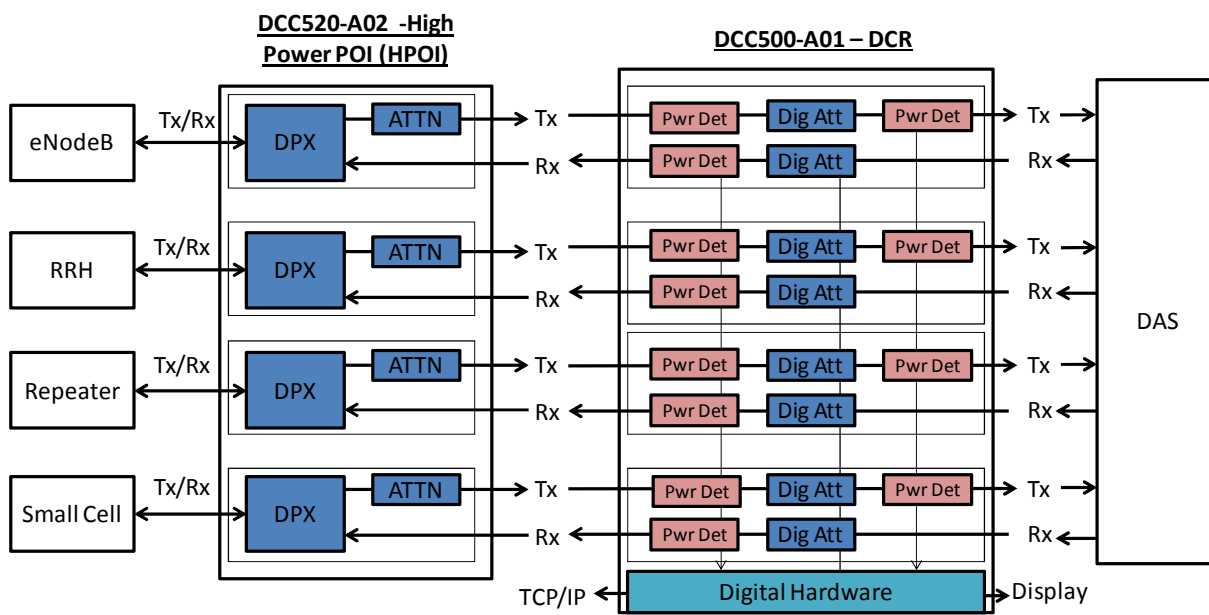 DCC520-A02 -High
Power POI (HPOI)
DCC500-A01 – DCR
eNodeB
Tx/Rx
DPX
ATTN
Tx
Rx
Pwr Det
Dig Att
Pwr Det
Pwr Det
Dig Att
Tx
Rx
RRH
Tx/Rx
DPX
ATTN
Tx
Rx
Pwr Det
Dig Att
Pwr Det
Pwr Det
Dig Att
Tx
Rx
DAS
Repeater
Tx/Rx
DPX
ATTN
Tx
Rx
Pwr Det
Dig Att
Pwr Det
Pwr Det
Dig Att
Tx
Rx
Small Cell
Tx/Rx
DPX
ATTN
Tx
Rx
Pwr Det
Dig Att
Pwr Det
Pwr Det
Dig Att
Tx
Rx
TCP/IP
Digital Hardware
Display